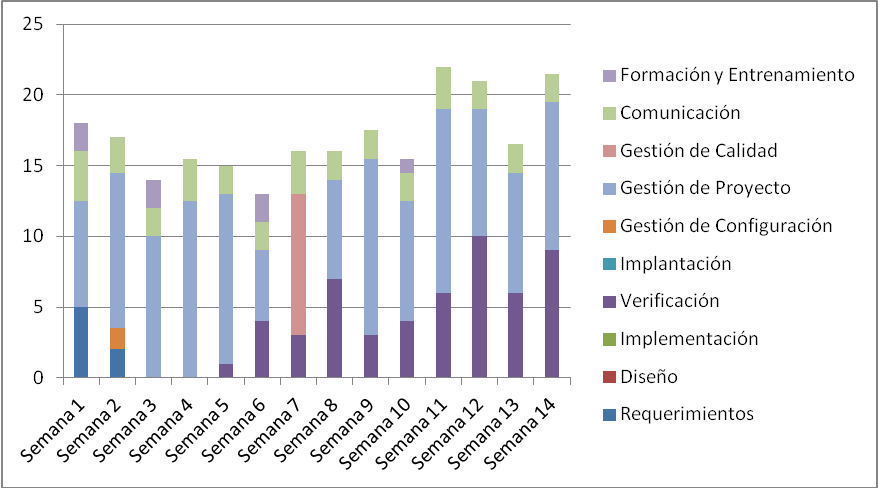 25
20
15
10
5
0
Semana 1
Semana 2
Semana 3
Semana 4
Semana 5
Semana 6
Semana 7
Semana 8
Semana 9
Semana 10
Semana 11
Semana 12
Semana 13
Semana 14
Formación y Entrenamiento
Comunicación
Gestión de Calidad
Gestión de Proyecto
Gestión de Configuración
Implantación
Verificación
Implementación
Diseño
Requerimientos